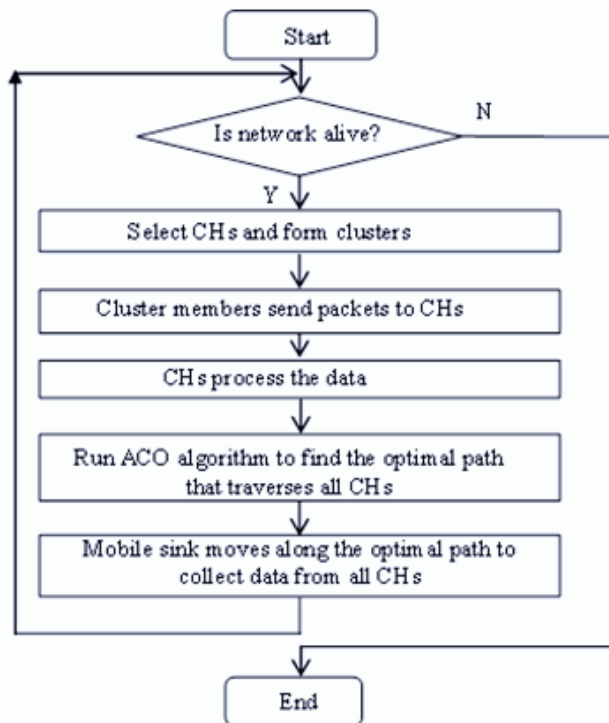 Start
Is network alive?
N
Y
Select CHs and form clusters
Cluster members send packets to CHs
CHs process the data
Run ACO algorithm to find the optimal path
that traverses all CHs
Mobile sink moves along the optimal path to
collect data from all CHs
End